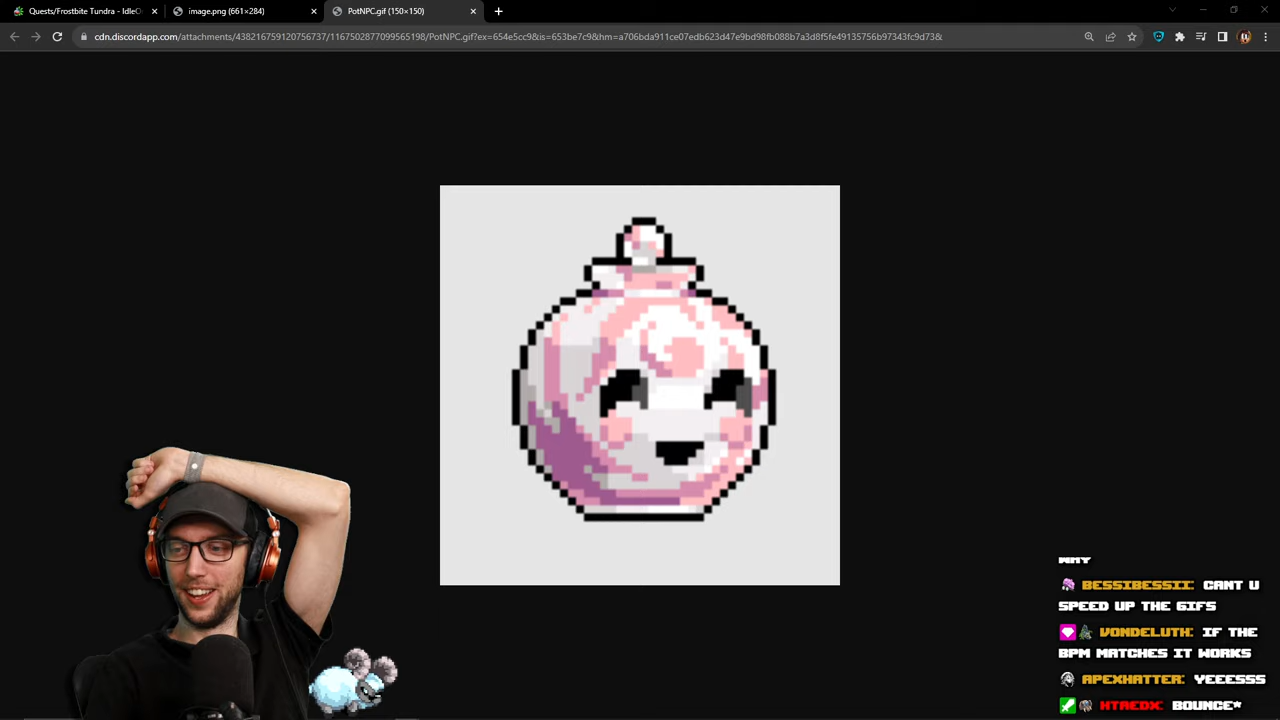 Quests/Frostbite Tundra - IdleO
image.png (661×284)
PotNPC.gif (150×150)
cdn.discordapp.com/attachments/438216759120756737/1167502877099565198/PotNPC.gif?ex=654e5cc9&is=653be7c9&hm=a706bda911ce07edb623d47e9bd98fb088b7a3d8f5fe49135756b97343fc9d73&
WHY
BESSIBESSII: CANT U
SPEED UP THE GIFS
VONDELUTH: IF THE
BPM MATCHES IT WORKS
APEXHATTER: YEEESSS
HTREDX: BOUNCE*